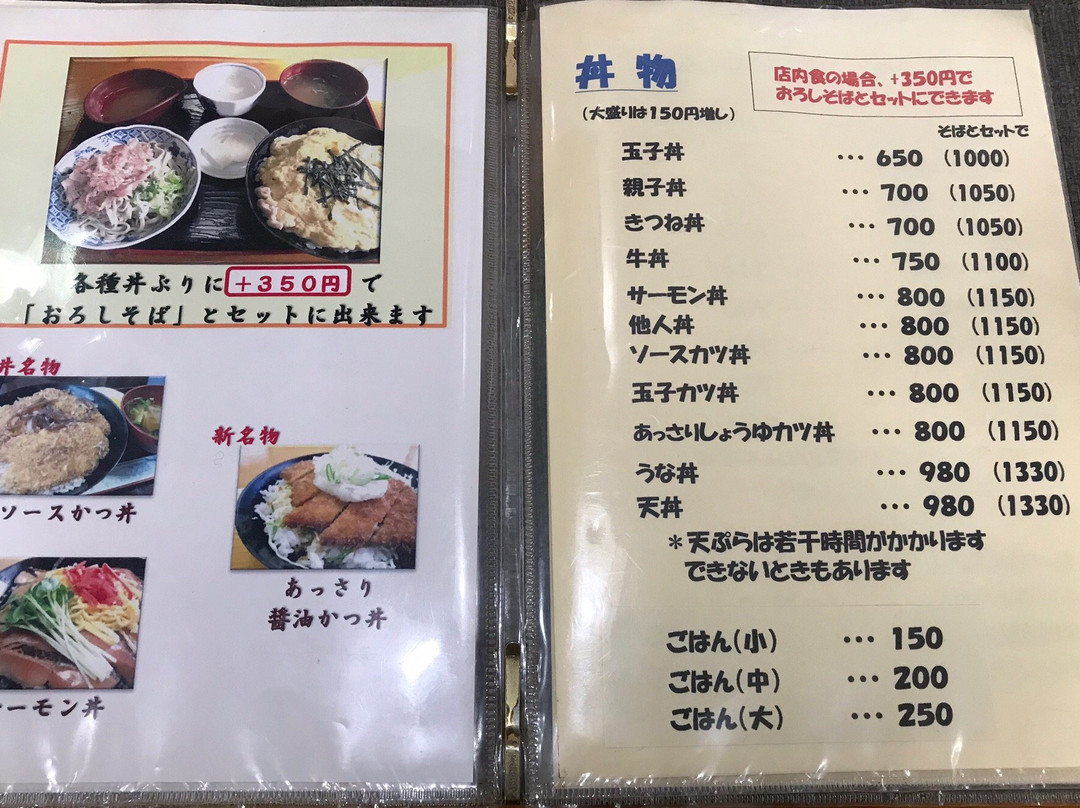 各種丼ぶりに+350円で
「おろしそば」とセットに出来ます
丼名物
ソースかつ丼
新名物
あっさり
醤油かつ丼
ーモン丼
丼物
(大盛りは150円増し)
店内食の場合、+350円で
おろしそばとセットにできます
そばとセットで
玉子丼 ・・・ 650 (1000)
親子丼 ・・・ 700 (1050)
きつね丼 ・・・ 700 (1050)
牛丼 ・・・ 750 (1100)
サーモン丼 ・・・ 800 (1150)
他人丼 ・・・ 800 (1150)
ソースカツ丼 ・・・ 800 (1150)
玉子カツ丼 ・・・ 800 (1150)
あっさりしょうゆカツ丼 ・・・ 800 (1150)
うな丼 ・・・ 980 (1330)
天丼 ・・・ 980 (1330)
*天ぷらは若干時間がかかります
できないときもあります
ごはん(小) ・・・ 150
ごはん(中) ・・・ 200
ごはん(大) ・・・ 250